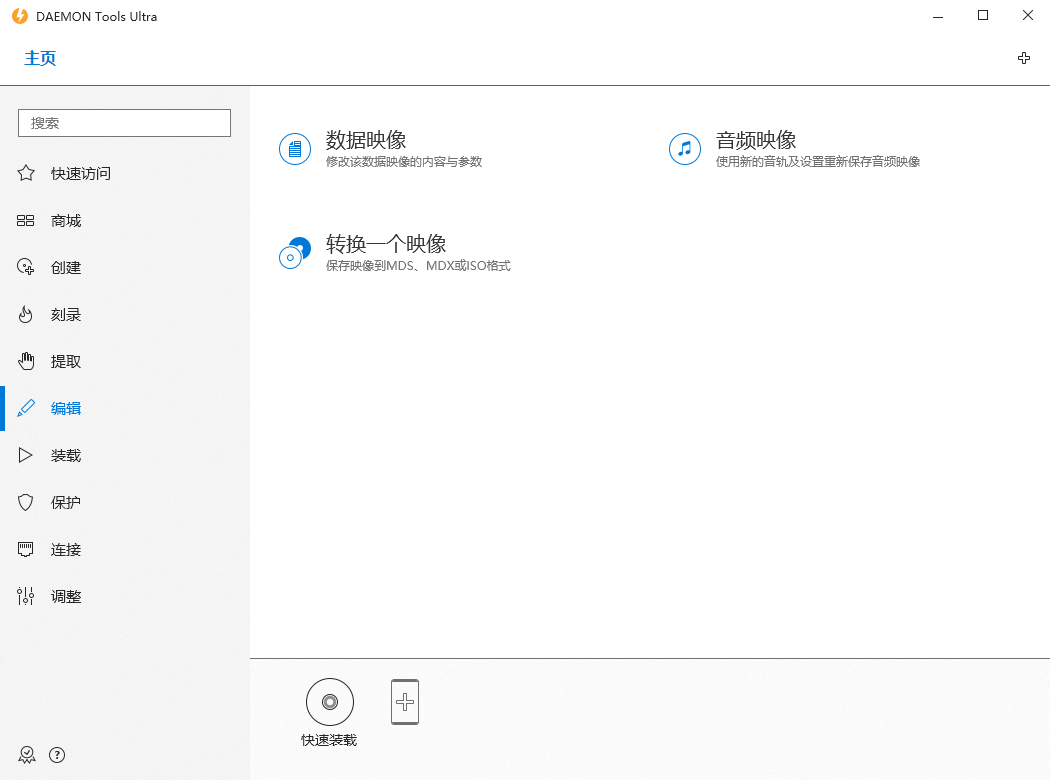 DAEMON Tools Ultra
主页
搜索
快速访问
商城
创建
刻录
提取
编辑
装载
保护
连接
调整
数据映像
修改该数据映像的内容与参数
音频映像
使用新的音轨及设置重新保存音频映像
转换一个映像
保存映像到MDS、MDX或ISO格式
快速装载